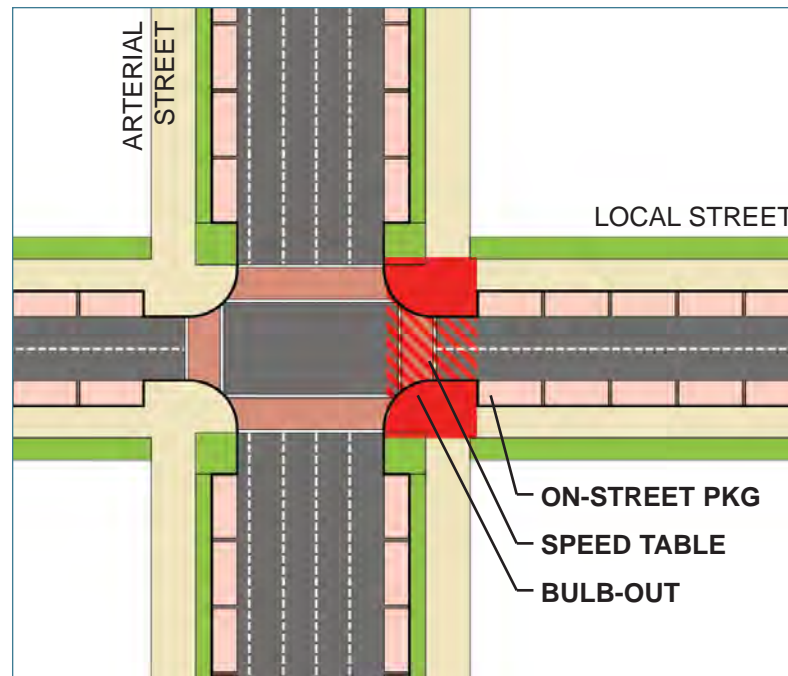 ARTERIAL
STREET
LOCAL STREET
ON-STREET PKG
SPEED TABLE
BULB-OUT